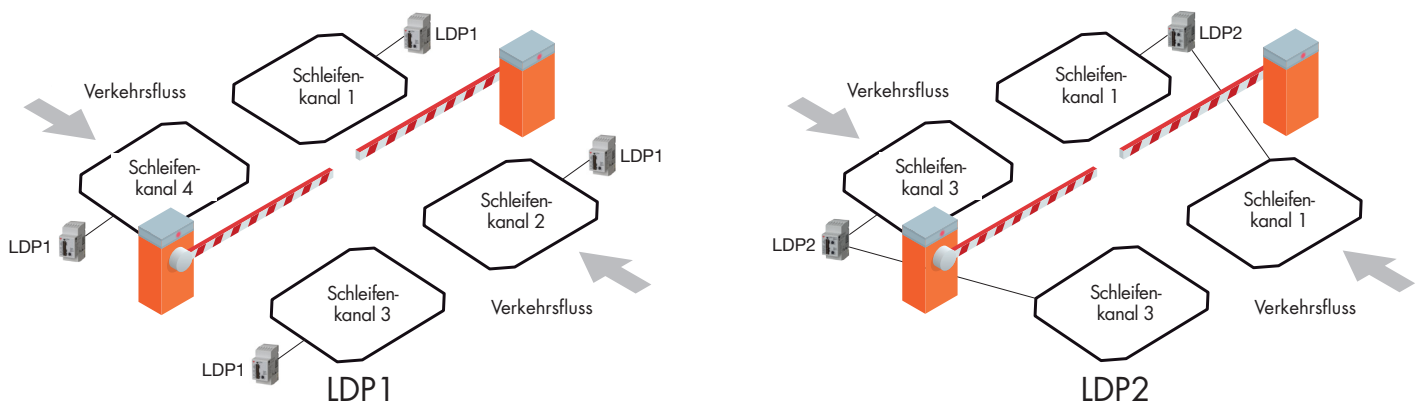 LDP1
Schleifen-
kanal 1
Verkehrsfluss
LDP1
Schleifen-
kanal 4
Schleifen-
kanal 2
LDP1
Schleifen-
kanal 3
Verkehrsfluss
LDP1
LDP1
LDP2
Schleifen-
kanal 1
Verkehrsfluss
Schleifen-
kanal 3
Schleifen-
kanal 1
LDP2
Schleifen-
kanal 3
Verkehrsfluss
LDP2